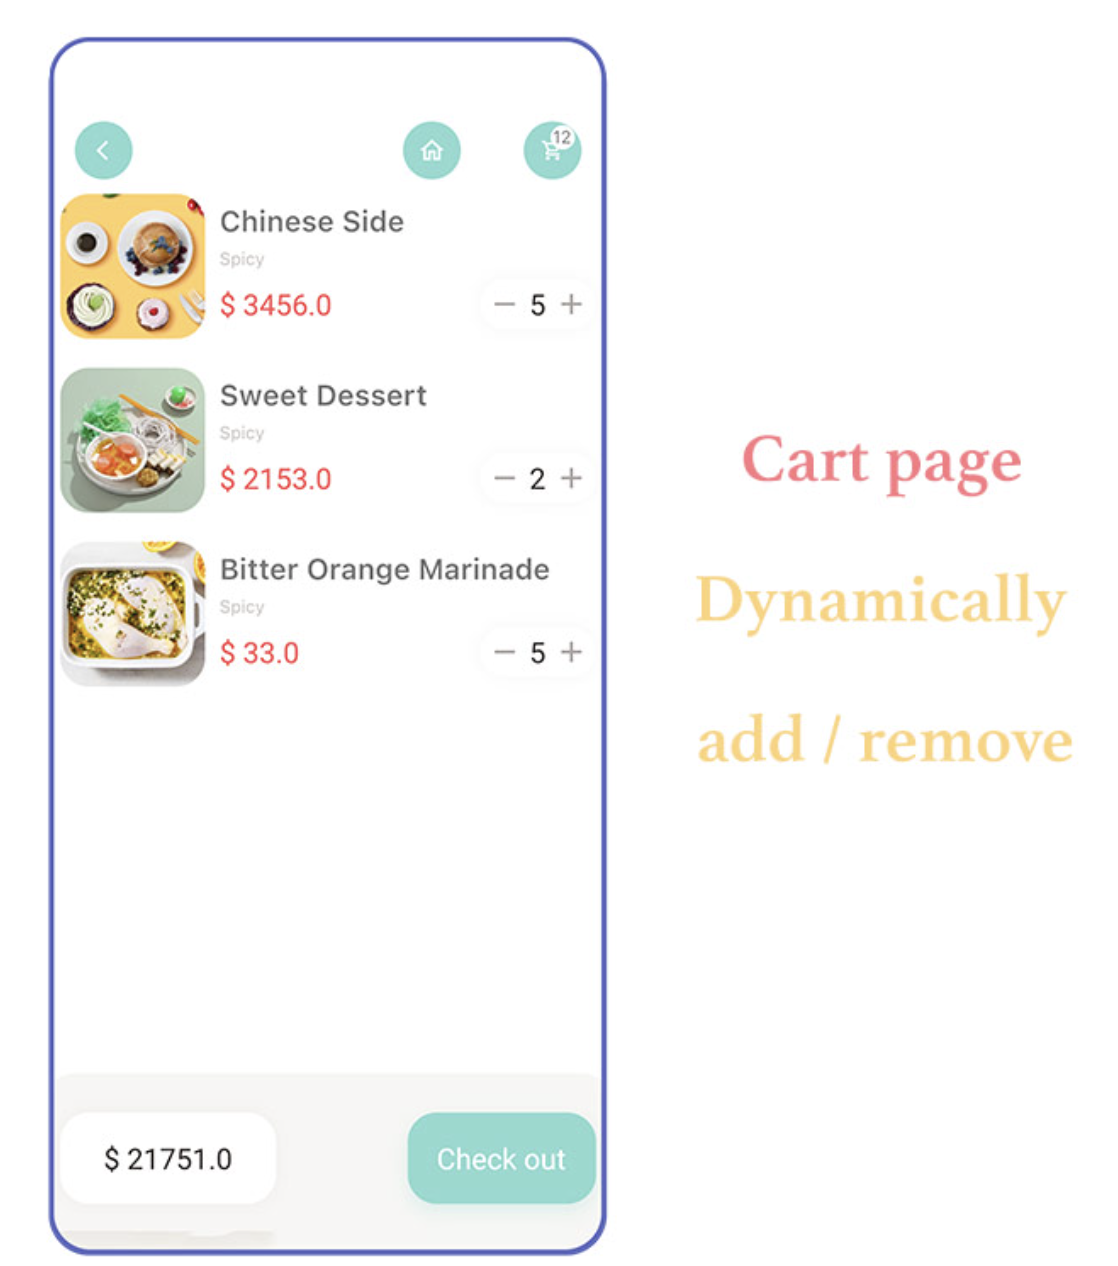 12
Chinese Side
Spicy
$ 3456.0
— 5 +
Sweet Dessert
Spicy
$ 2153.0
— 2 +
Bitter Orange Marinade
Spicy
$ 33.0
— 5 +
$ 21751.0
Check out
Cart page
Dynamically
add / remove